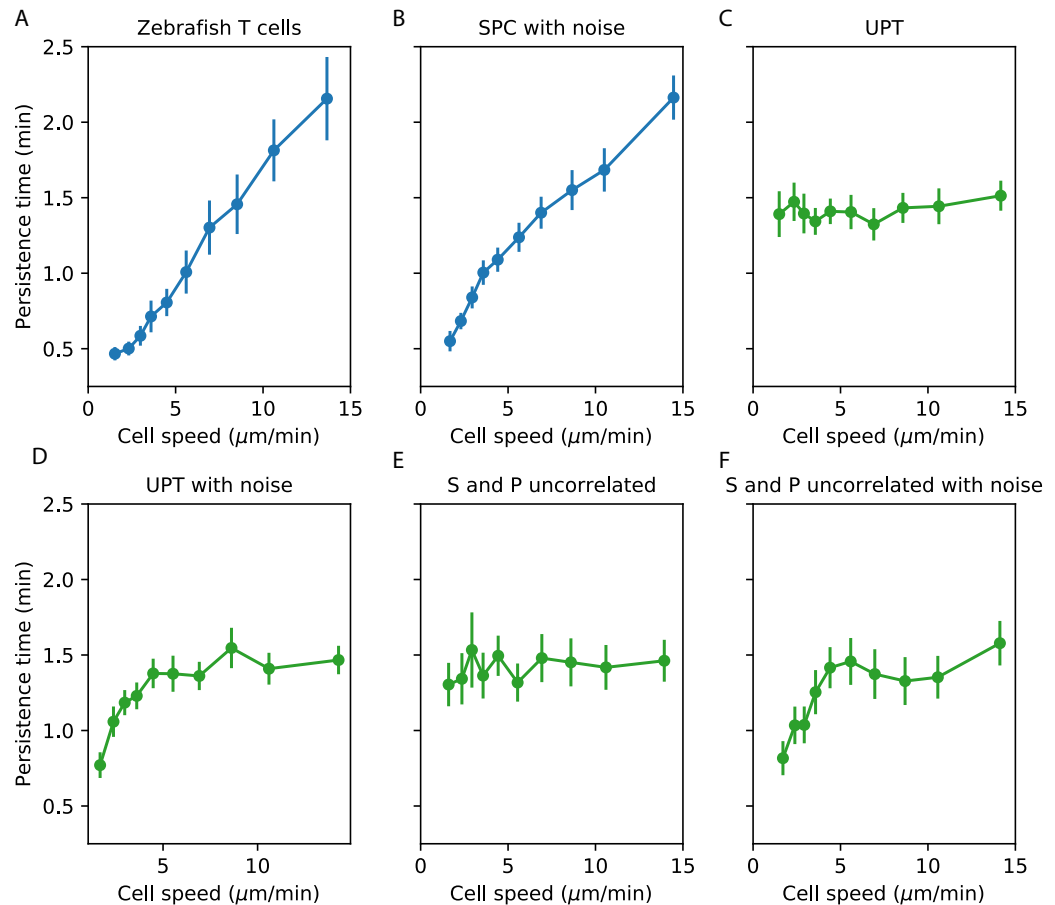 A
Zebrafish T cells
B
SPC with noise
C
UPT
2.5
2.0
1.5
1.0
0.5
Persistence time (min)
0 5 10 15
0 5 10 15
0 5 10 15
Cell speed (μm/min)
Cell speed (μm/min)
Cell speed (μm/min)
D
UPT with noise
E
S and P uncorrelated
F
S and P uncorrelated with noise
2.5
2.0
1.5
1.0
0.5
Persistence time (min)
5 10
0 5 10 15
0 5 10 15
Cell speed (μm/min)
Cell speed (μm/min)
Cell speed (μm/min)